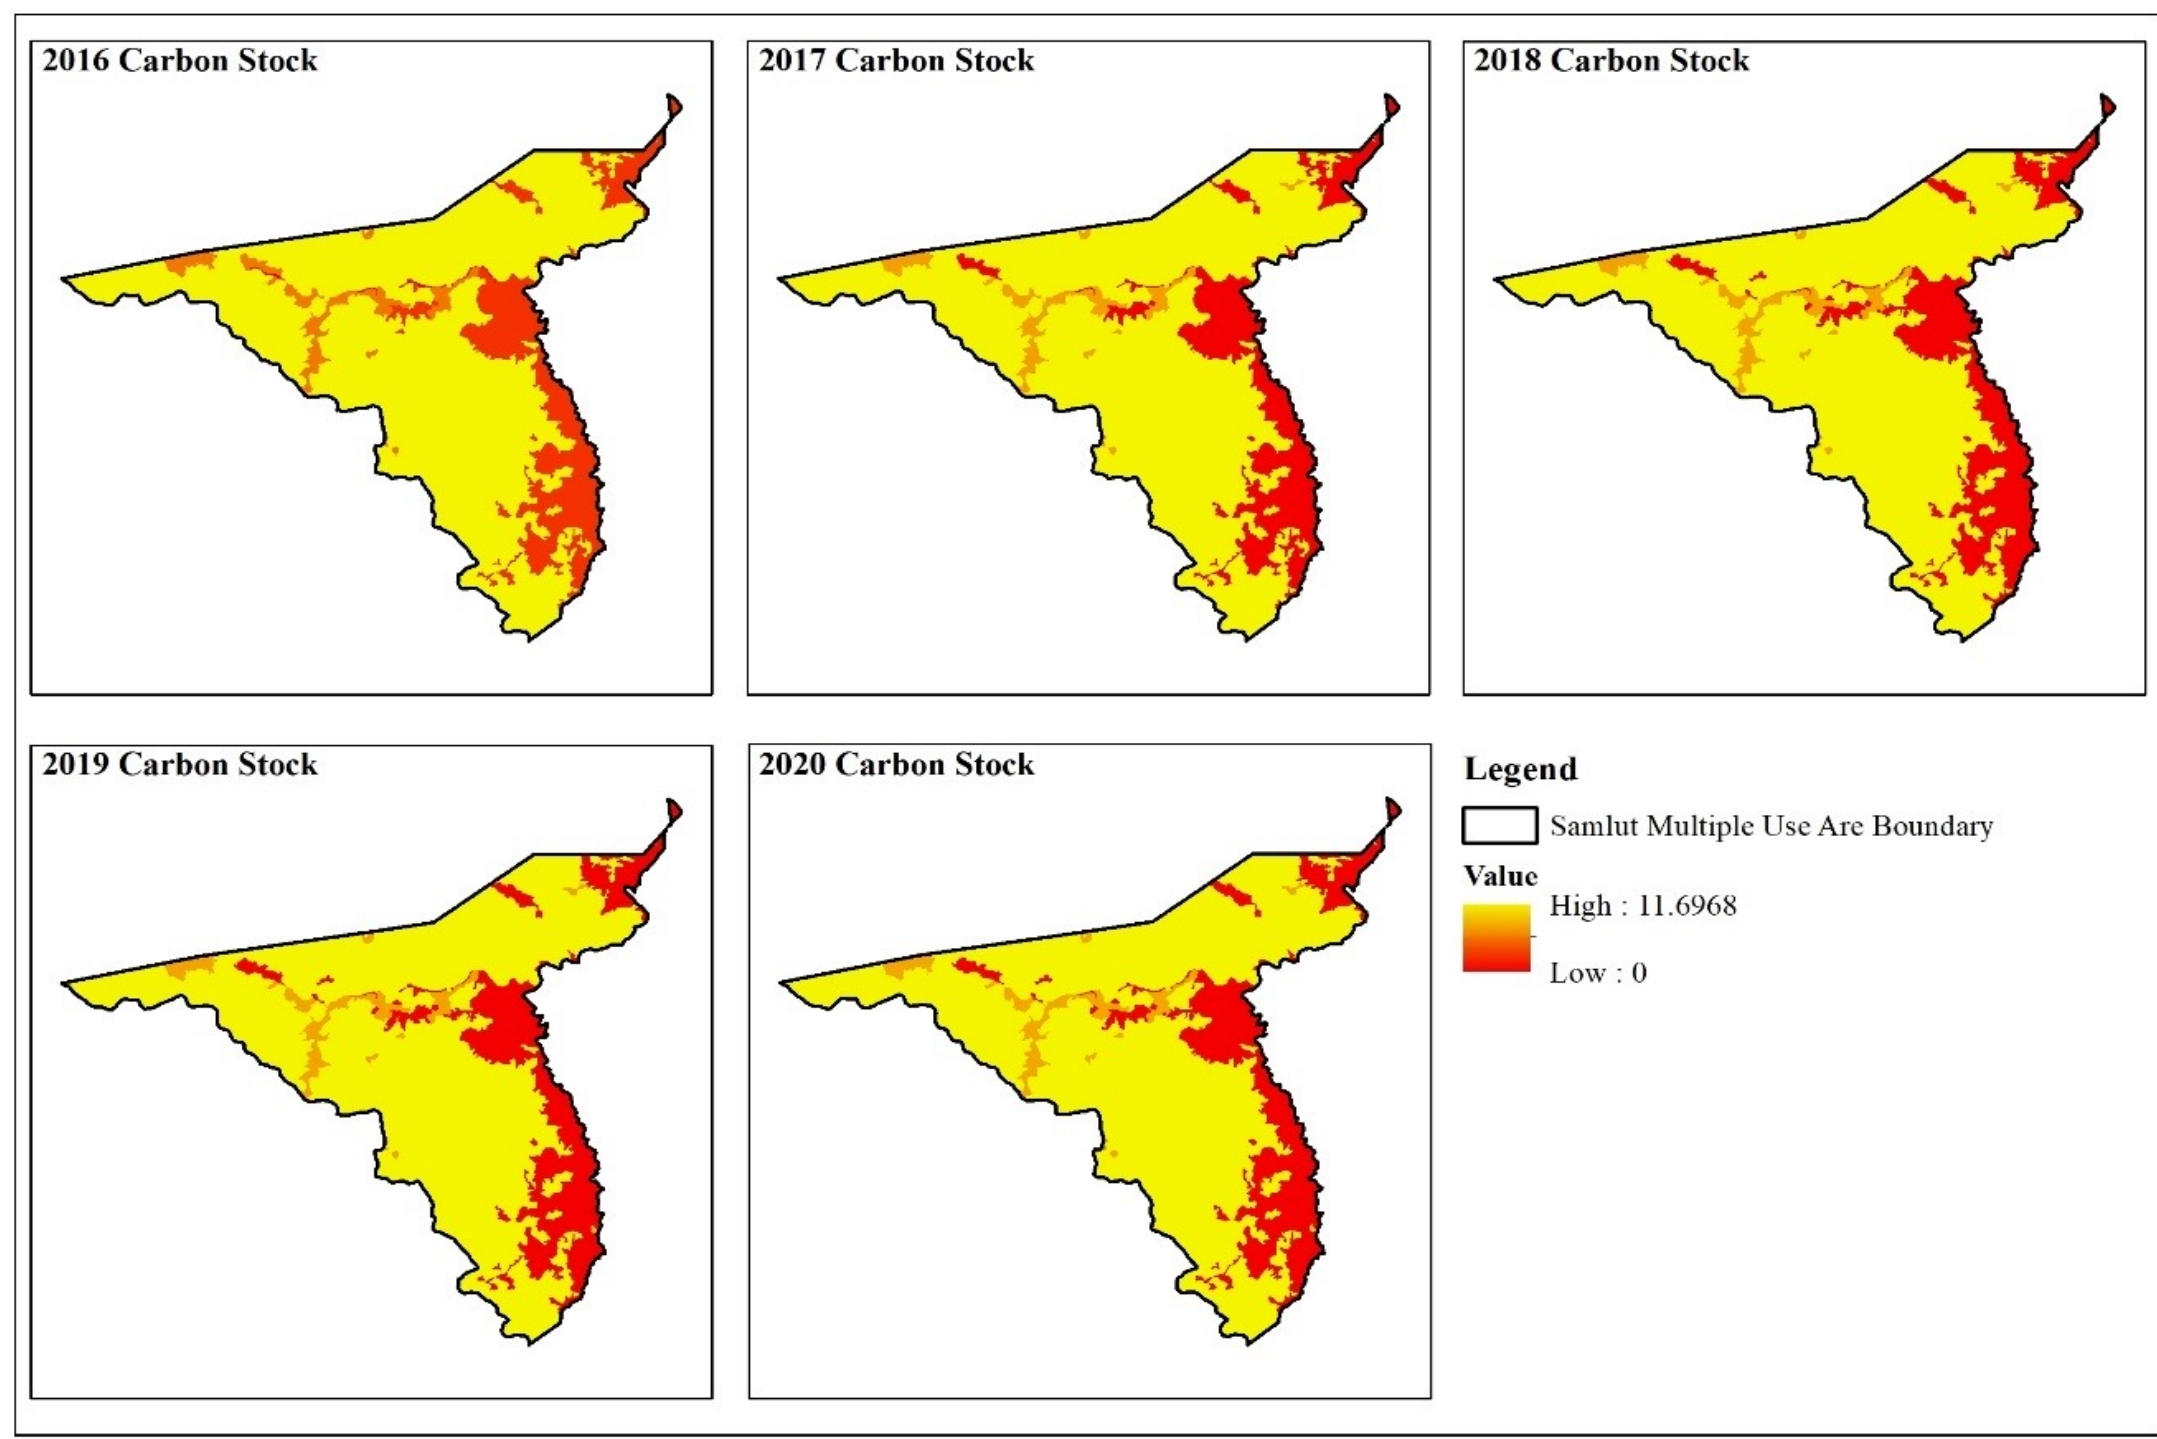 2016 Carbon Stock
2017 Carbon Stock
2018 Carbon Stock
2019 Carbon Stock
2020 Carbon Stock
Legend
Samlut Multiple Use Are Boundary
Value
High : 11.6968
Low : 0